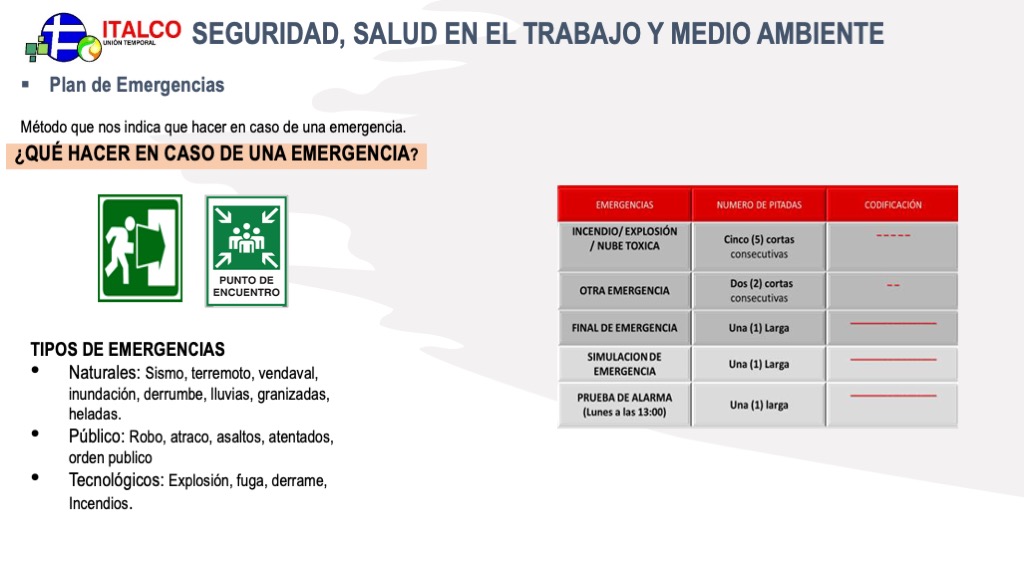 ITALCO
UNIÓN TEMPORAL
SEGURIDAD, SALUD EN EL TRABAJO Y MEDIO AMBIENTE
▪ Plan de Emergencias
Método que nos indica que hacer en caso de una emergencia.
¿QUÉ HACER EN CASO DE UNA EMERGENCIA?
PUNTO DE
ENCUENTRO
TIPOS DE EMERGENCIAS
• Naturales: Sismo, terremoto, vendaval,
inundación, derrumbe, lluvias, granizadas,
heladas.
• Público: Robo, atraco, asaltos, atentados,
orden publico
• Tecnológicos: Explosión, fuga, derrame,
Incendios.
EMERGENCIAS NUMERO DE PITADAS CODIFICACIÓN
INCENDIO/ EXPLOSIÓN
/ NUBE TOXICA
Cinco (5) cortas
consecutivas
_ _ _ _ _
OTRA EMERGENCIA
Dos (2) cortas
consecutivas
_ _
FINAL DE EMERGENCIA Una (1) Larga ____________
SIMULACION DE
EMERGENCIA
Una (1) Larga
____________
PRUEBA DE ALARMA
(Lunes a las 13:00)
Una (1) larga
____________